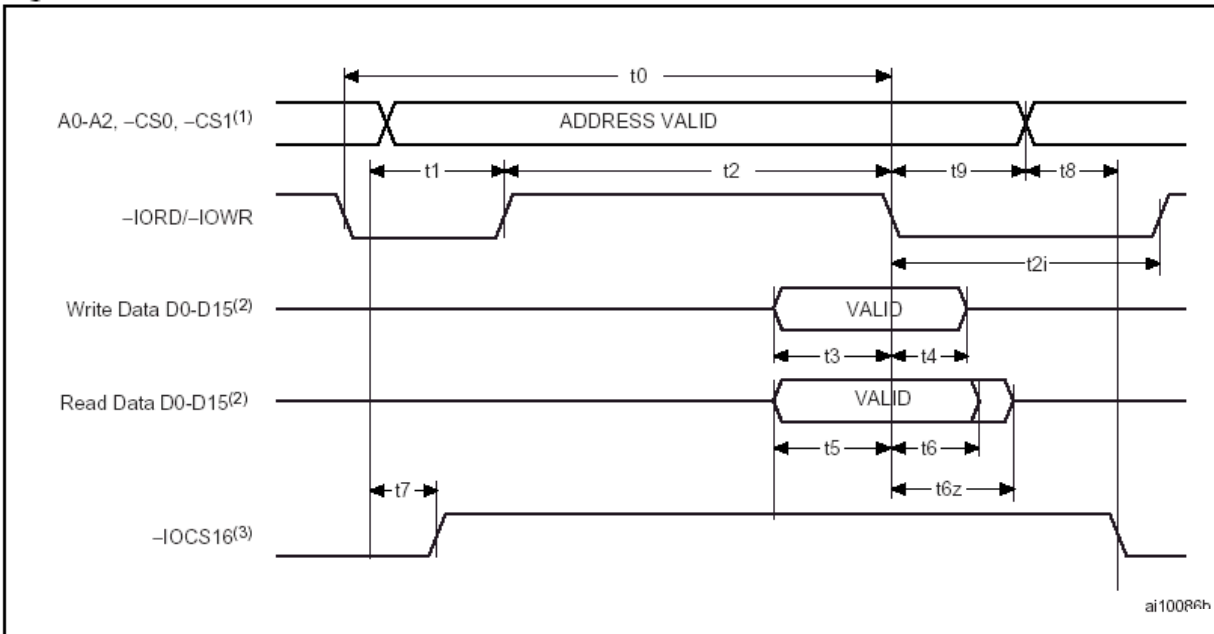 t0
A0-A2, –CS0, –CS1(1)
ADDRESS VALID
t1
t2
t9
t8
–IORD/–IOWR
t2i
Write Data D0-D15(2)
VALID
t3
t4
Read Data D0-D15(2)
VALID
t5
t6
t7
t6z
–IOCS16(3)
ai10086b